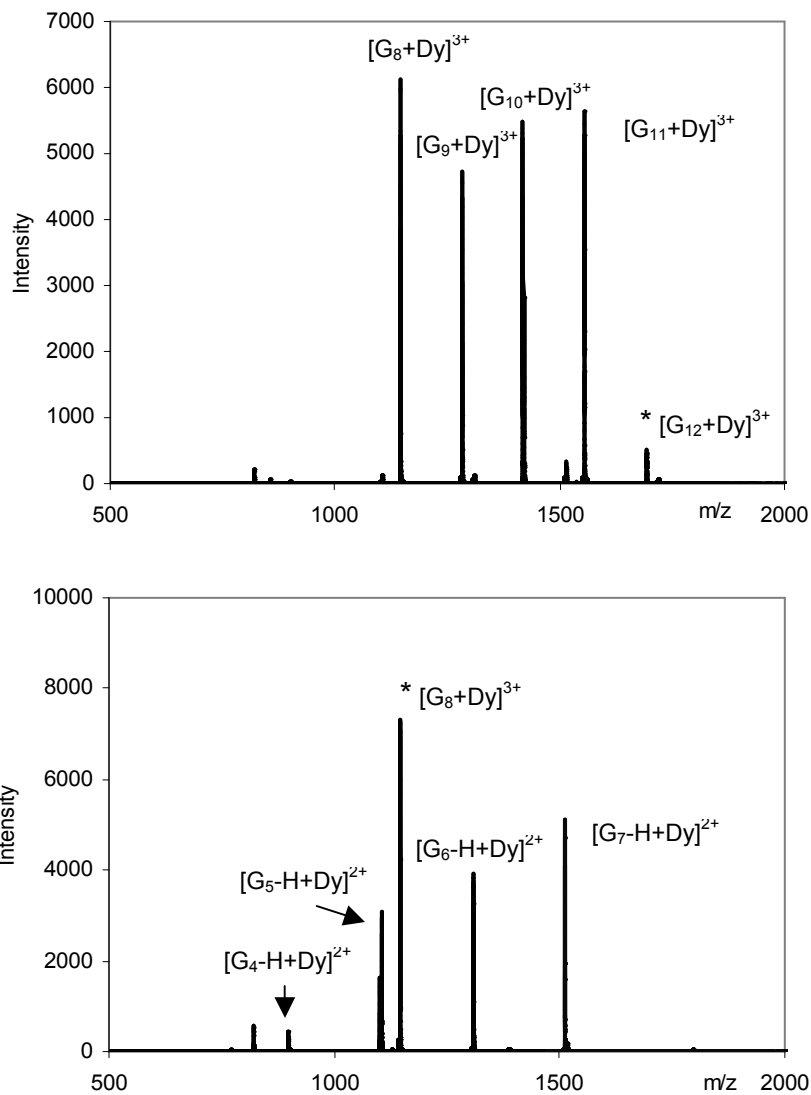 7000
6000
5000
4000
3000
2000
1000
0
Intensity
[G₈+Dy]³⁺
[G₁₀+Dy]³⁺
[G₉+Dy]³⁺
[G₁₁+Dy]³⁺
* [G₁₂+Dy]³⁺
500 1000 1500 m/z 2000
10000
8000
6000
4000
2000
0
Intensity
* [G₈+Dy]³⁺
[G₇-H+Dy]²⁺
[G₆-H+Dy]²⁺
[G₅-H+Dy]²⁺
[G₄-H+Dy]²⁺
500 1000 1500 m/z 2000